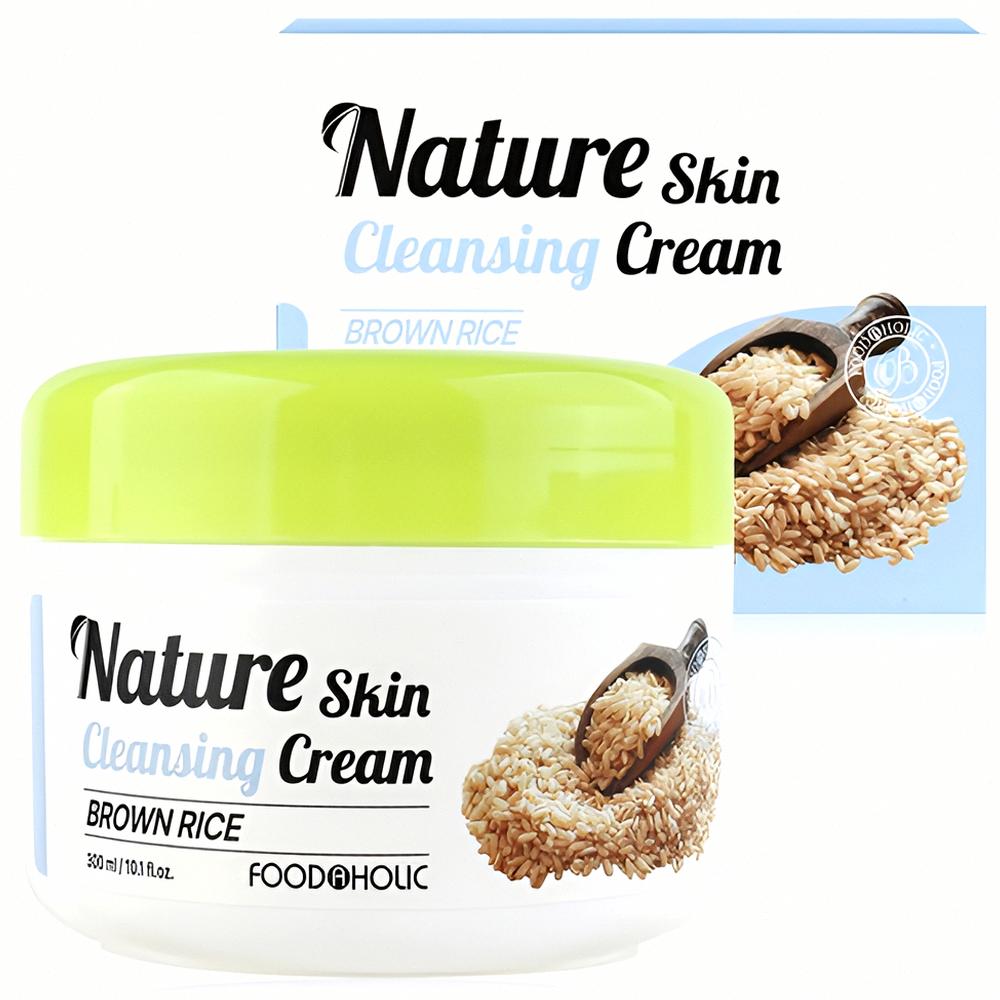 Nature Skin
Cleansing Cream
BROWN RICE
FOODAHOLIC
Nature Skin
Cleansing Cream
BROWN RICE
300 ml / 10.1 fl.oz.
FOODAHOLIC